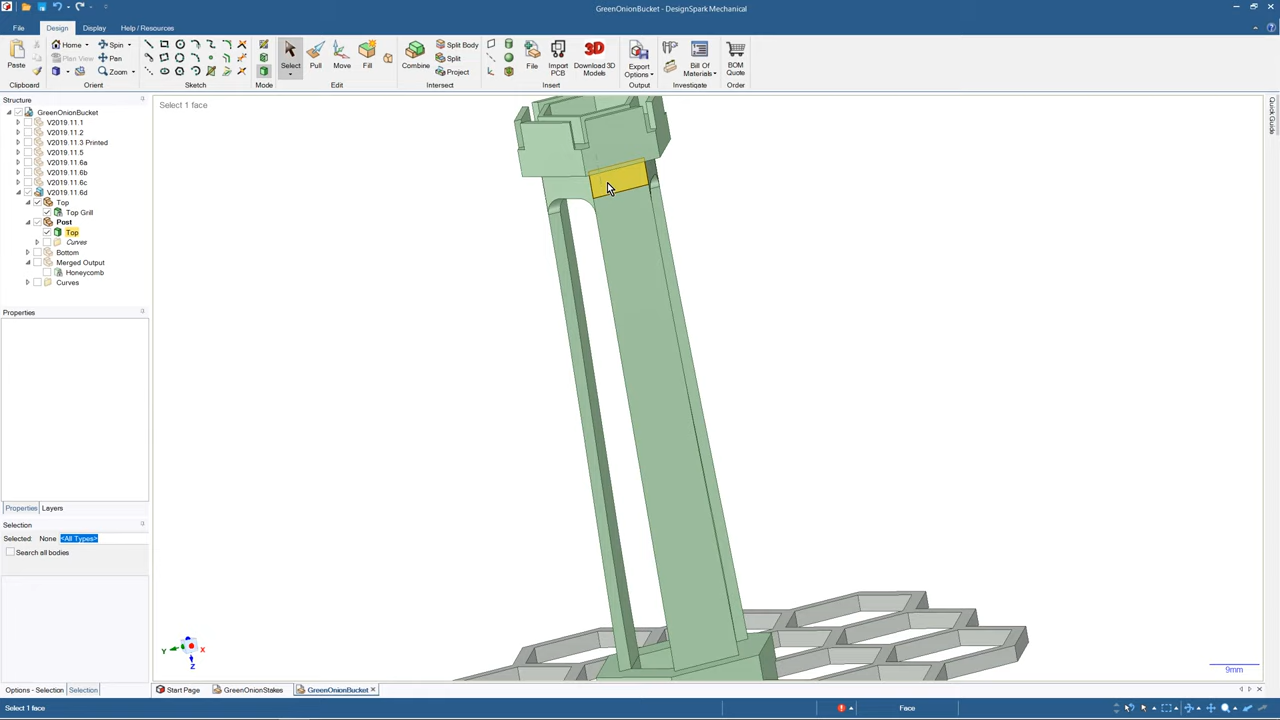 GreenOnionBucket - DesignSpark Mechanical
File Design Display Help / Resources
Home Spin Split Body
Plan View Pan Split
Paste Zoom Select Pull Move Fill Combine Project File Import PCB Download 3D Models Export Options Bill Of Materials BOM Quote
3D
Clipboard Orient Sketch Mode Edit Intersect Insert Output Investigate Order
Structure
Select 1 face
Quick Guide
GreenOnionBucket
V2019.11.1
V2019.11.2
V2019.11.3 Printed
V2019.11.5
V2019.11.6a
V2019.11.6b
V2019.11.6c
V2019.11.6d
Top
Top Grill
Post
Top
Curves
Bottom
Merged Output
Honeycomb
Curves
Properties
Properties Layers
Selection
Selected: None <All Types>
Search all bodies
Y X
Z
9mm
Options - Selection Selection Start Page GreenOnionStakes GreenOnionBucket
Select 1 face Face